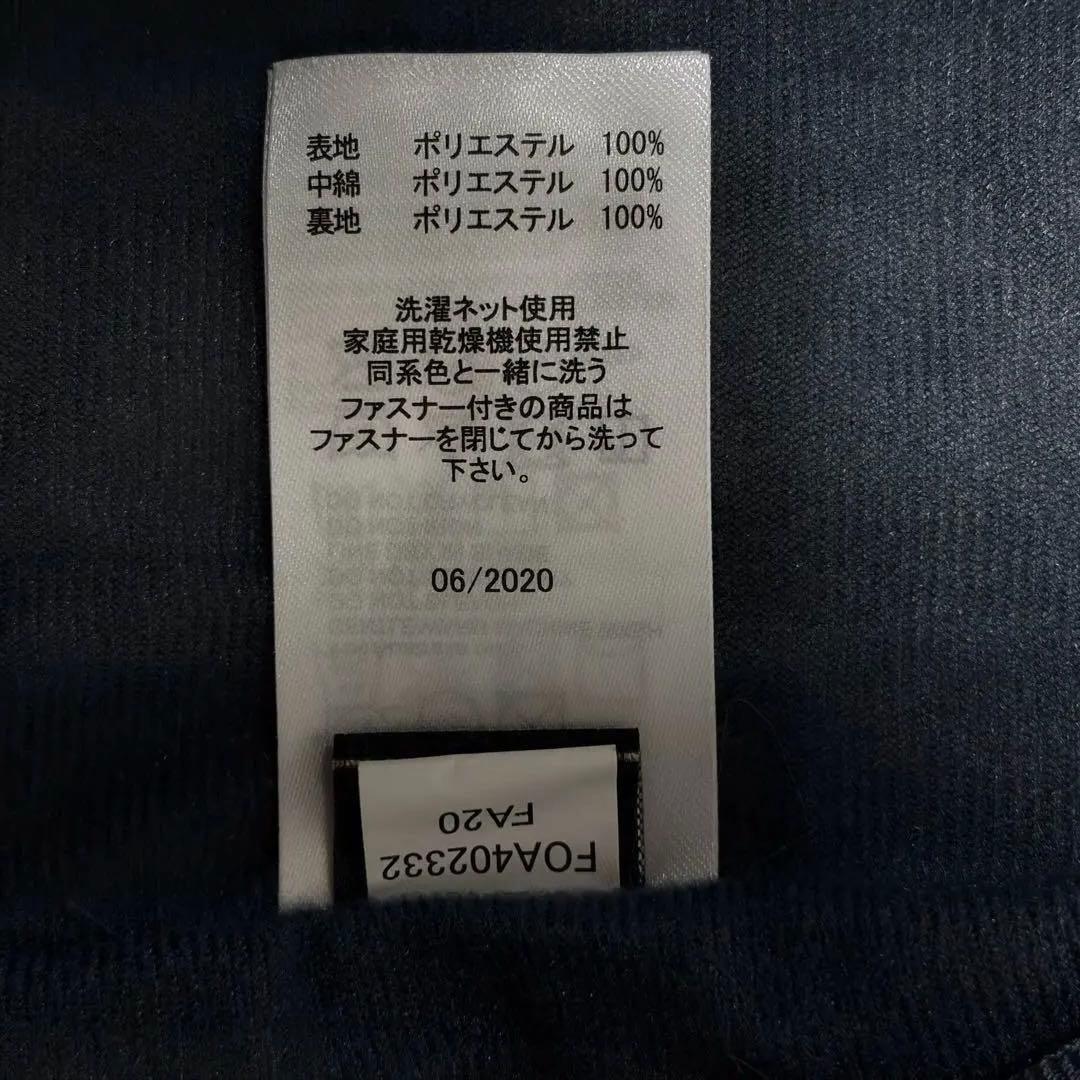 表地 ポリエステル 100%
中綿 ポリエステル 100%
裏地 ポリエステル 100%
洗濯ネット使用
家庭用乾燥機使用禁止
同系色と一緒に洗う
ファスナー付きの商品は
ファスナーを閉じてから洗って
下さい。
06/2020
FOA402332
FA20